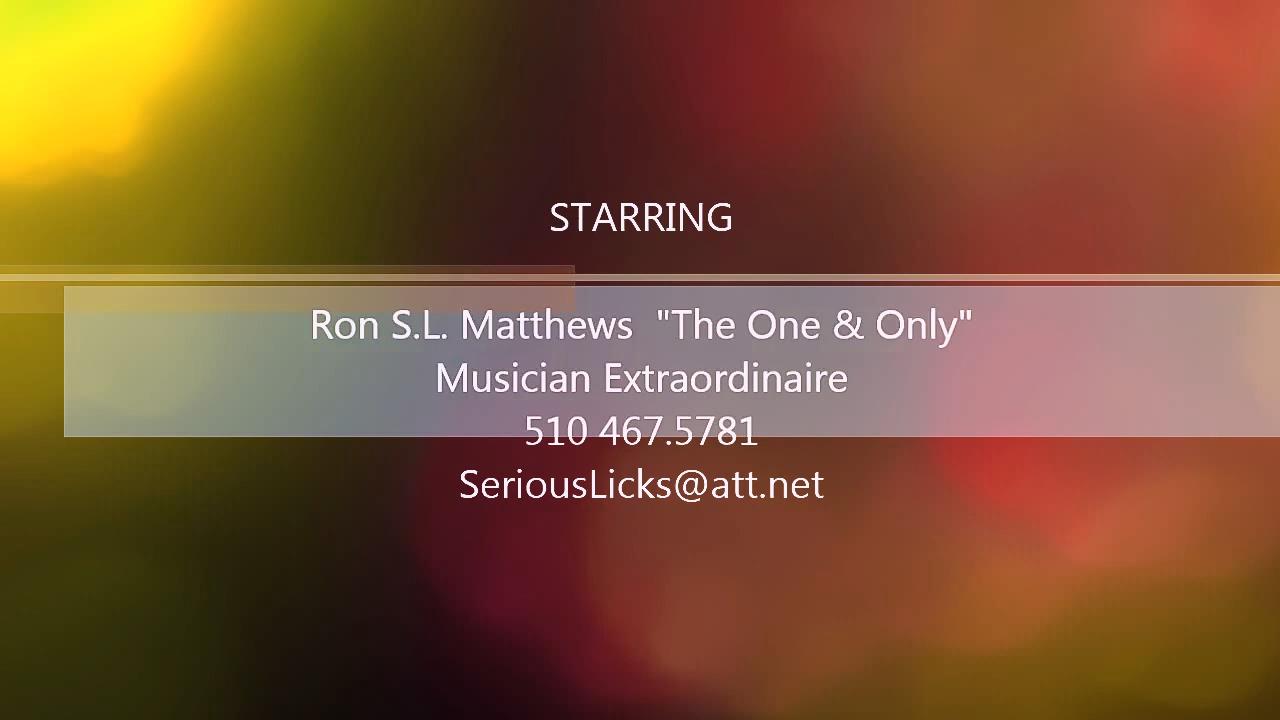 STARRING
Ron S.L. Matthews  "The One & Only"
Musician Extraordinaire
510 467.5781
SeriousLicks@att.net